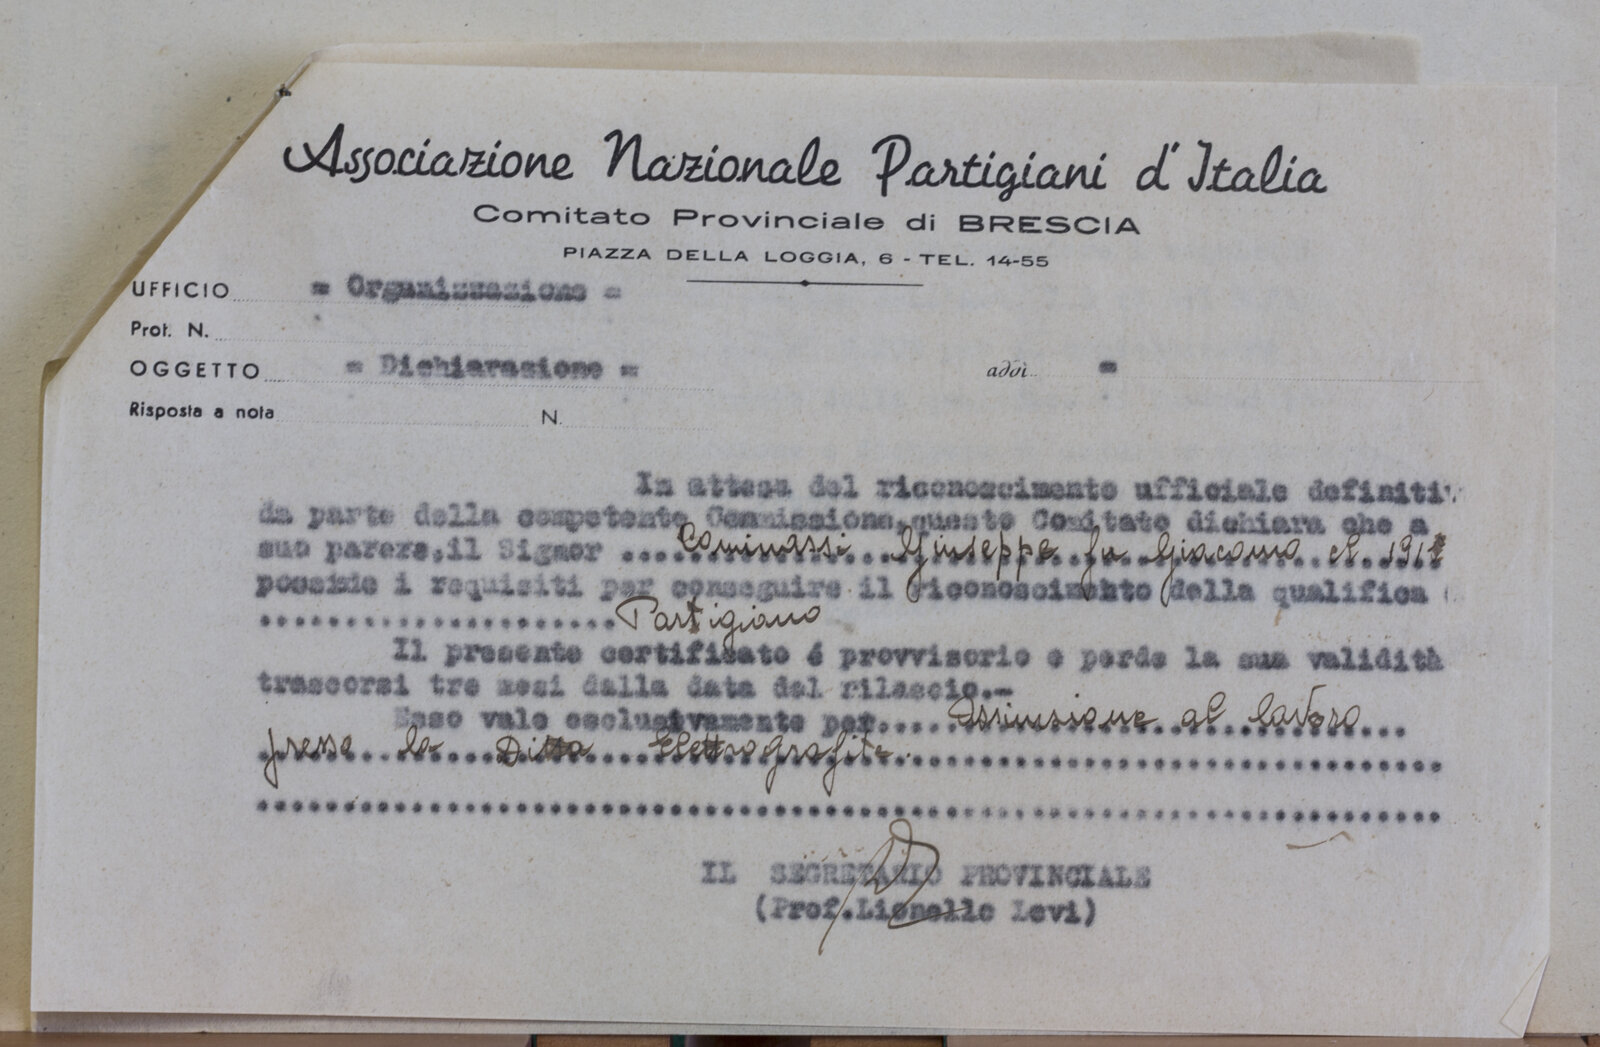 Associazione Nazionale Partigiani d'Italia
Comitato Provinciale di BRESCIA
PIAZZA DELLA LOGGIA, 6 - TEL. 14-55
UFFICIO = Organizzazione =
Prot. N.
OGGETTO = Dichiarazione = addì =
Risposta a nota N.
In attesa del riconoscimento ufficiale definitiv
da parte della competente Commissione, questo Comitato dichiara che a
suo parere, il Signor .... Cominassi Giuseppe fu Giacomo cl.
possiede i requisiti per conseguire il riconoscimento della qualifica
..................... Partigiano
Il presente certificato é provvisorio e perde la sua validità
trascorsi tre mesi dalla data del rilascio.-
Esso vale esclusivamente per.... Assunzione al lavoro
presso la Ditta Elettrografite.
IL SEGRETARIO PROVINCIALE
(Prof.Lionello Levi)